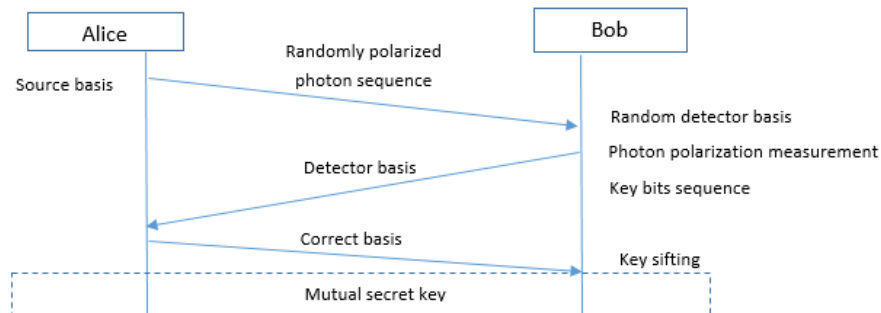 Alice
Bob
Randomly polarized
photon sequence
Source basis
Random detector basis
Photon polarization measurement
Detector basis
Key bits sequence
Correct basis
Key sifting
Mutual secret key